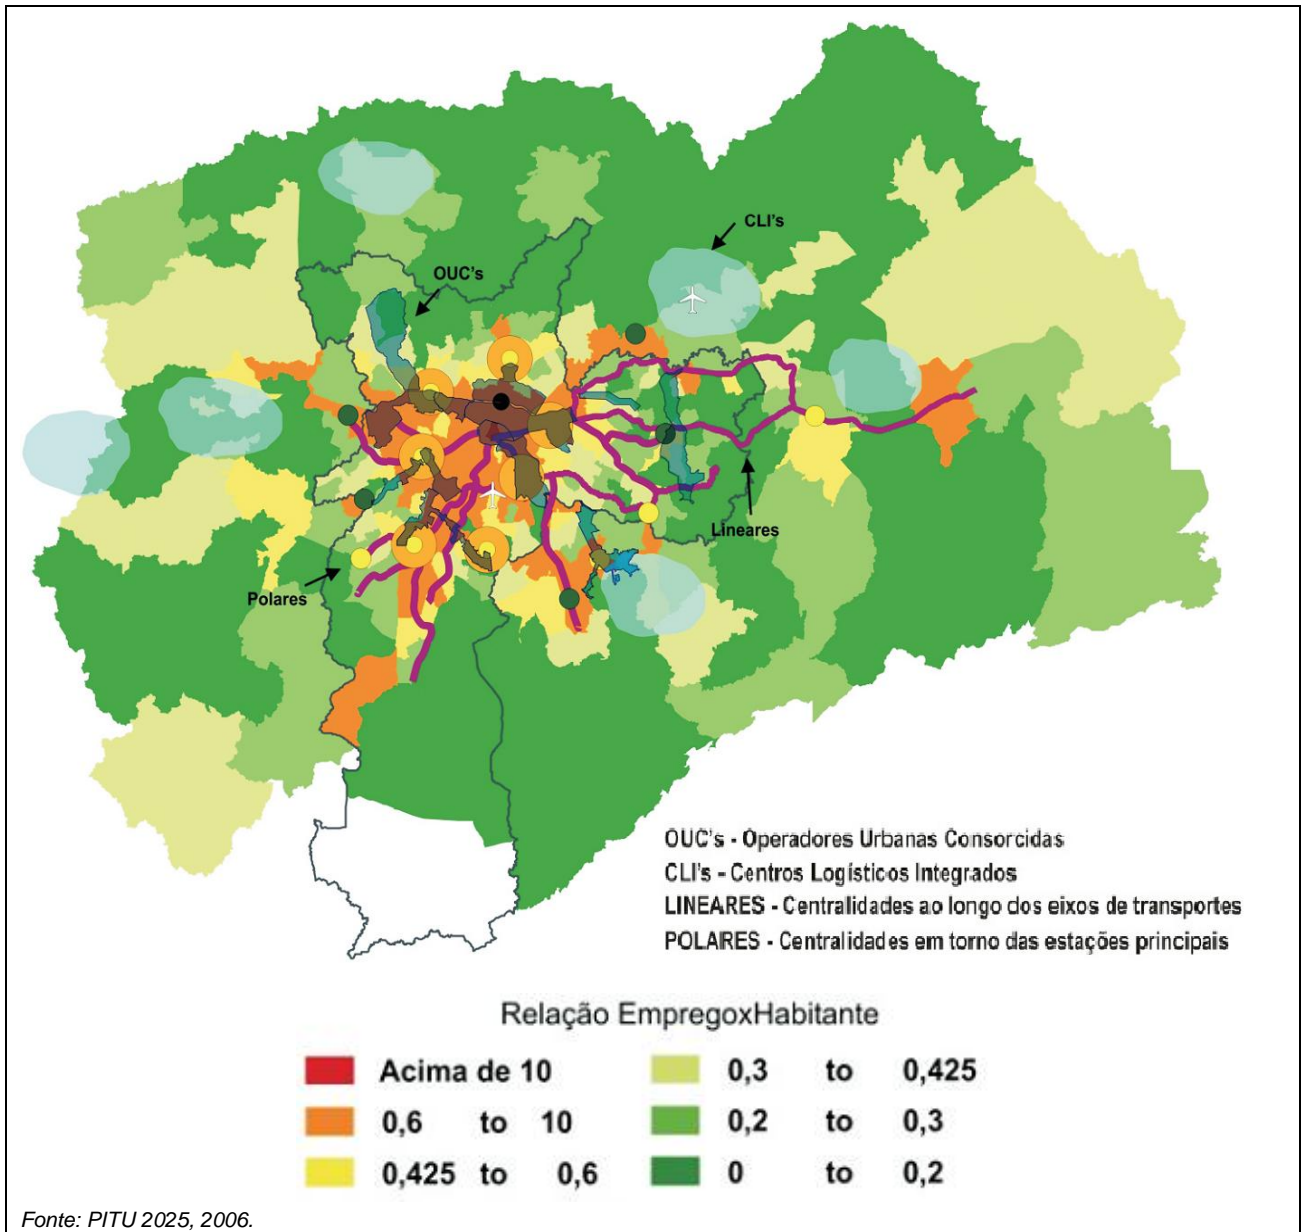 CLI's
OUC's
Lineares
Polares
OUC's - Operadores Urbanas Consorcidas
CLI's - Centros Logísticos Integrados
LINEARES - Centralidades ao longo dos eixos de transportes
POLARES - Centralidades em torno das estações principais
Relação EmpregoxHabitante
Acima de 10
0,6 to 10
0,425 to 0,6
0,3 to 0,425
0,2 to 0,3
0 to 0,2
Fonte: PITU 2025, 2006.